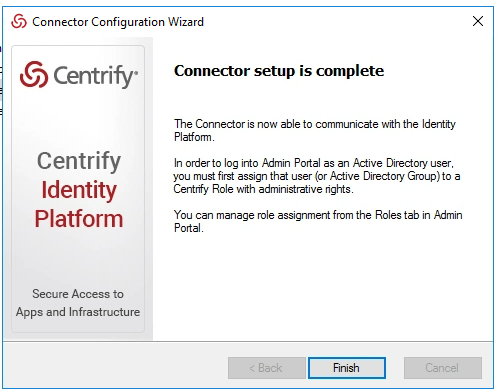 Connector Configuration Wizard
Centrify
Centrify
Identity
Platform
Secure Access to
Apps and Infrastructure
Connector setup is complete
The Connector is now able to communicate with the Identity
Platform.
In order to log into Admin Portal as an Active Directory user,
you must first assign that user (or Active Directory Group) to a
Centrify Role with administrative rights.
You can manage role assignment from the Roles tab in Admin
Portal.
< Back
Finish
Cancel